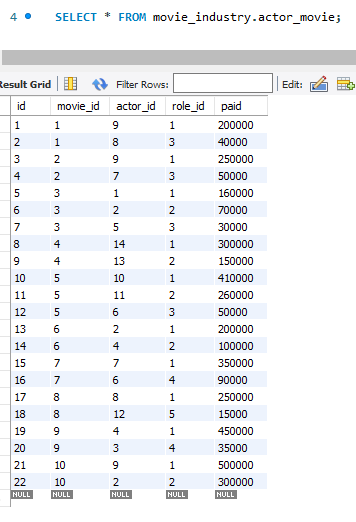 4 SELECT * FROM movie_industry.actor_movie;
Result Grid Filter Rows: Edit:
id movie_id actor_id role_id paid
1 1 9 1 200000
2 1 8 3 40000
3 2 9 1 250000
4 2 7 3 50000
5 3 1 1 160000
6 3 2 2 70000
7 3 5 3 30000
8 4 14 1 300000
9 4 13 2 150000
10 5 10 1 410000
11 5 11 2 260000
12 5 6 3 50000
13 6 2 1 200000
14 6 4 2 100000
15 7 7 1 350000
16 7 6 4 90000
17 8 8 1 250000
18 8 12 5 15000
19 9 4 1 450000
20 9 3 4 35000
21 10 9 1 500000
22 10 2 2 300000
NULL NULL NULL NULL NULL